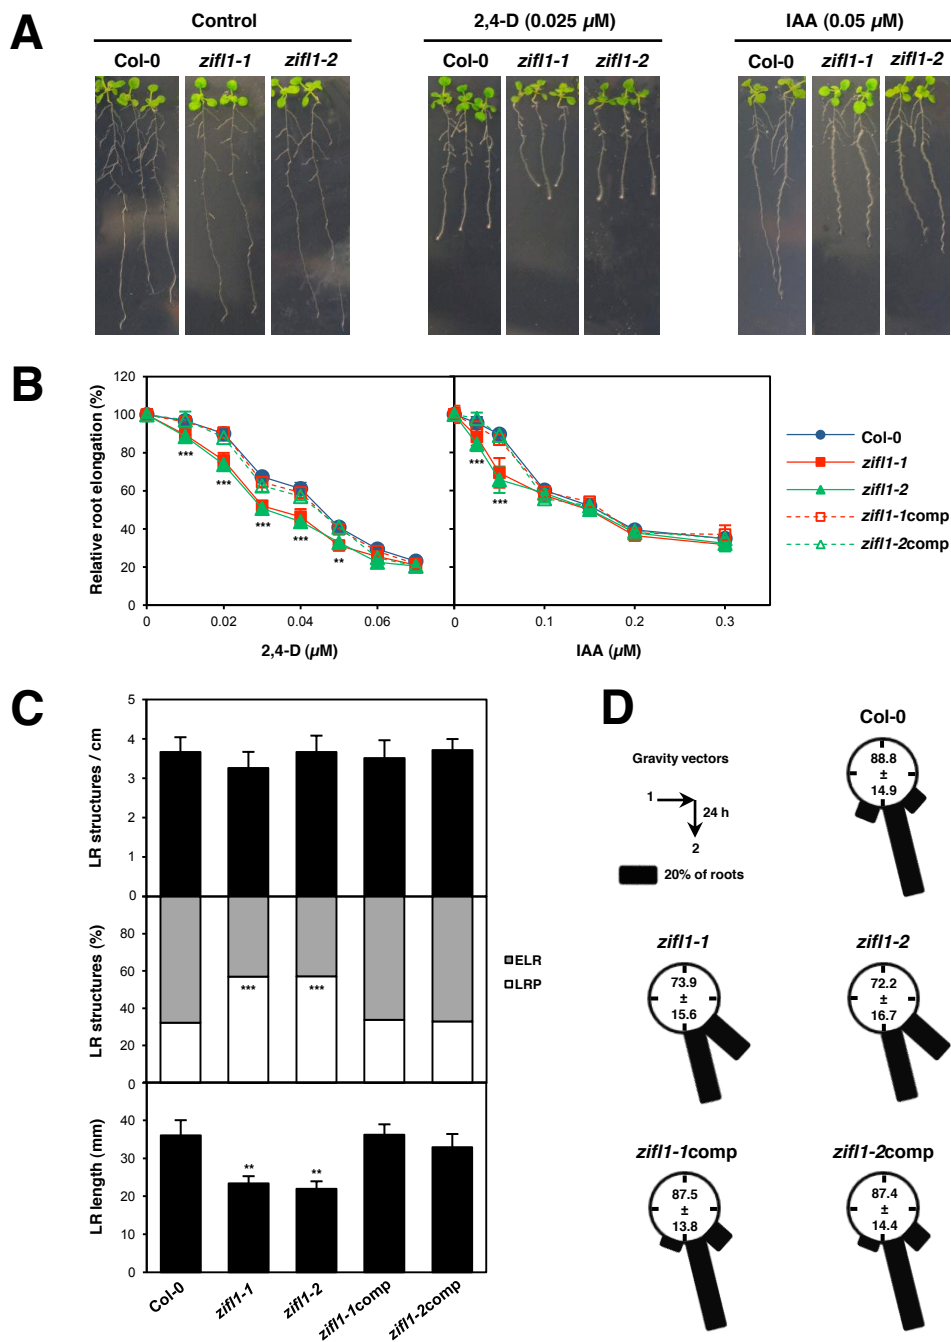 A
Control
2,4-D (0.025 µM)
IAA (0.05 µM)
Col-0
zifl1-1
zifl1-2
Col-0
zifl1-1
zifl1-2
Col-0
zifl1-1
zifl1-2
B
Relative root elongation (%)
120
100
80
60
40
20
0
***
***
***
***
**
0
0.02
0.04
0.06
2,4-D (µM)
***
***
0
0.1
0.2
0.3
IAA (µM)
Col-0
zifl1-1
zifl1-2
zifl1-1comp
zifl1-2comp
C
LR structures / cm
5
4
3
2
1
0
LR structures (%)
80
60
40
20
0
***
***
ELR
LRP
LR length (mm)
40
30
20
10
0
**
**
Col-0
zifl1-1
zifl1-2
zifl1-1comp
zifl1-2comp
D
Gravity vectors
1
24 h
2
20% of roots
Col-0
88.8
±
14.9
zifl1-1
73.9
±
15.6
zifl1-2
72.2
±
16.7
zifl1-1comp
87.5
±
13.8
zifl1-2comp
87.4
±
14.4